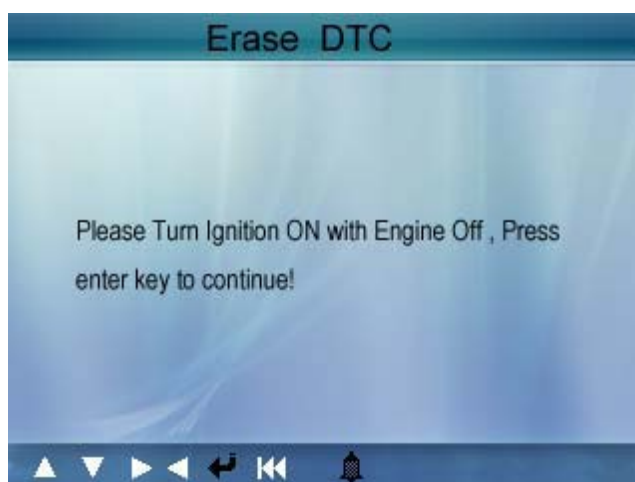 Erase DTC
Please Turn Ignition ON with Engine Off , Press
enter key to continue!